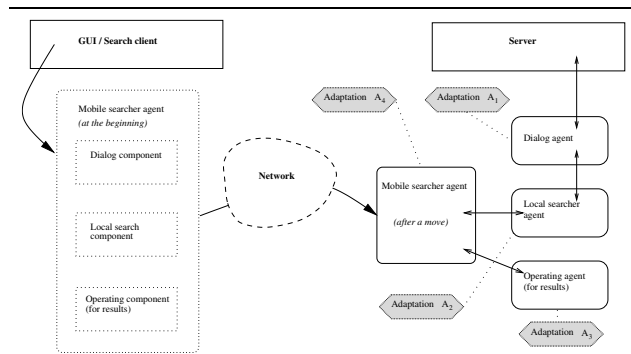 GUI / Search client
Server
Mobile searcher agent
(at the beginning)
Dialog component
Local search
component
Operating component
(for results)
Network
Adaptation A4
Adaptation A1
Dialog agent
Mobile searcher agent
(after a move)
Local searcher
agent
Operating agent
(for results)
Adaptation A2
Adaptation A3